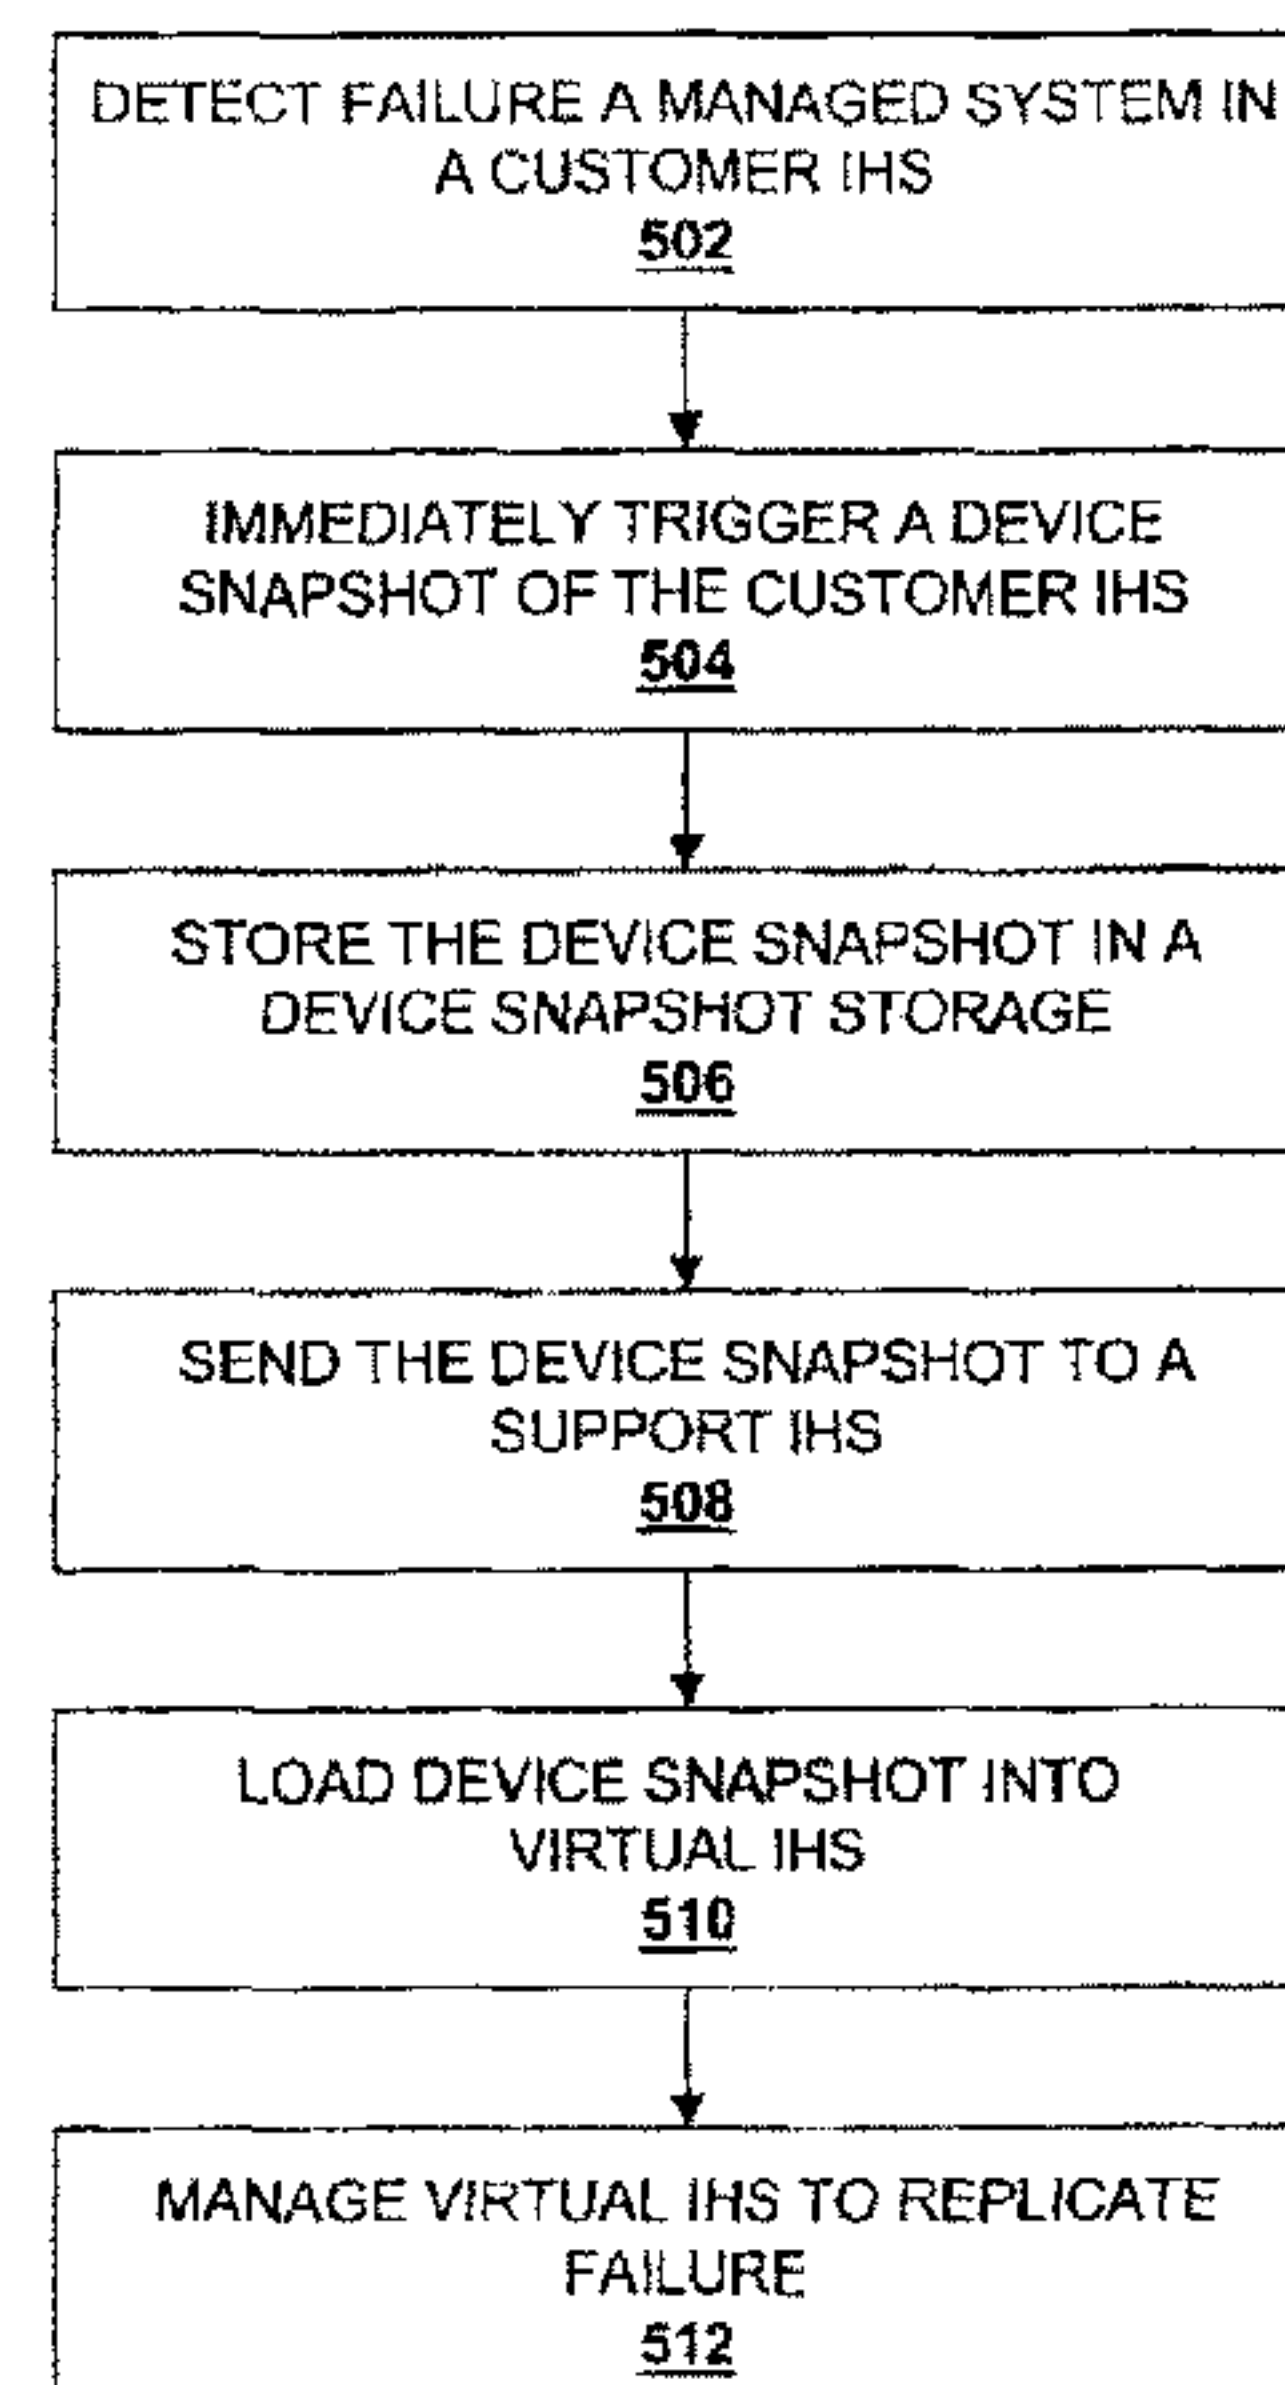 DETECT FAILURE A MANAGED SYSTEM IN
A CUSTOMER IHS
502
IMMEDIATELY TRIGGER A DEVICE
SNAPSHOT OF THE CUSTOMER IHS
504
STORE THE DEVICE SNAPSHOT IN A
DEVICE SNAPSHOT STORAGE
506
SEND THE DEVICE SNAPSHOT TO A
SUPPORT IHS
508
LOAD DEVICE SNAPSHOT INTO
VIRTUAL IHS
510
MANAGE VIRTUAL IHS TO REPLICATE
FAILURE
512